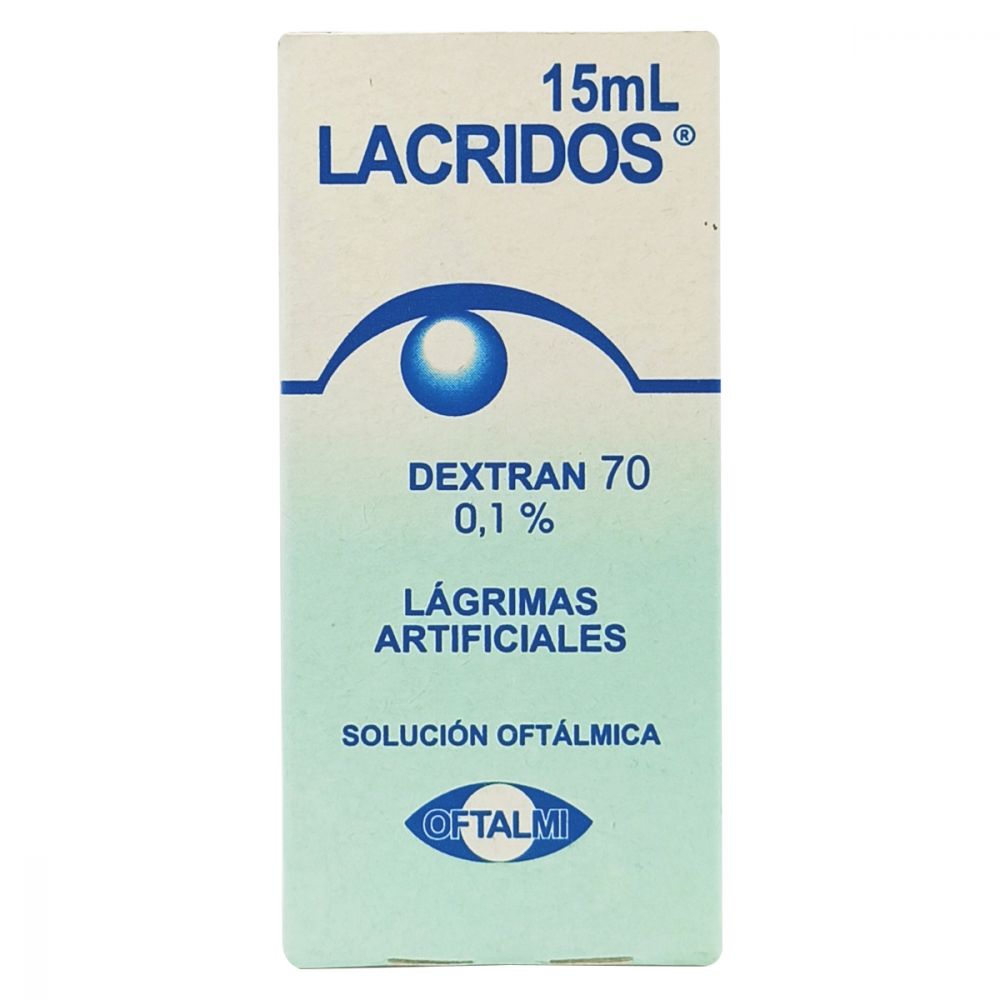 15mL
LACRIDOS®
DEXTRAN 70
0,1 %
LÁGRIMAS
ARTIFICIALES
SOLUCIÓN OFTÁLMICA
OFTALMI